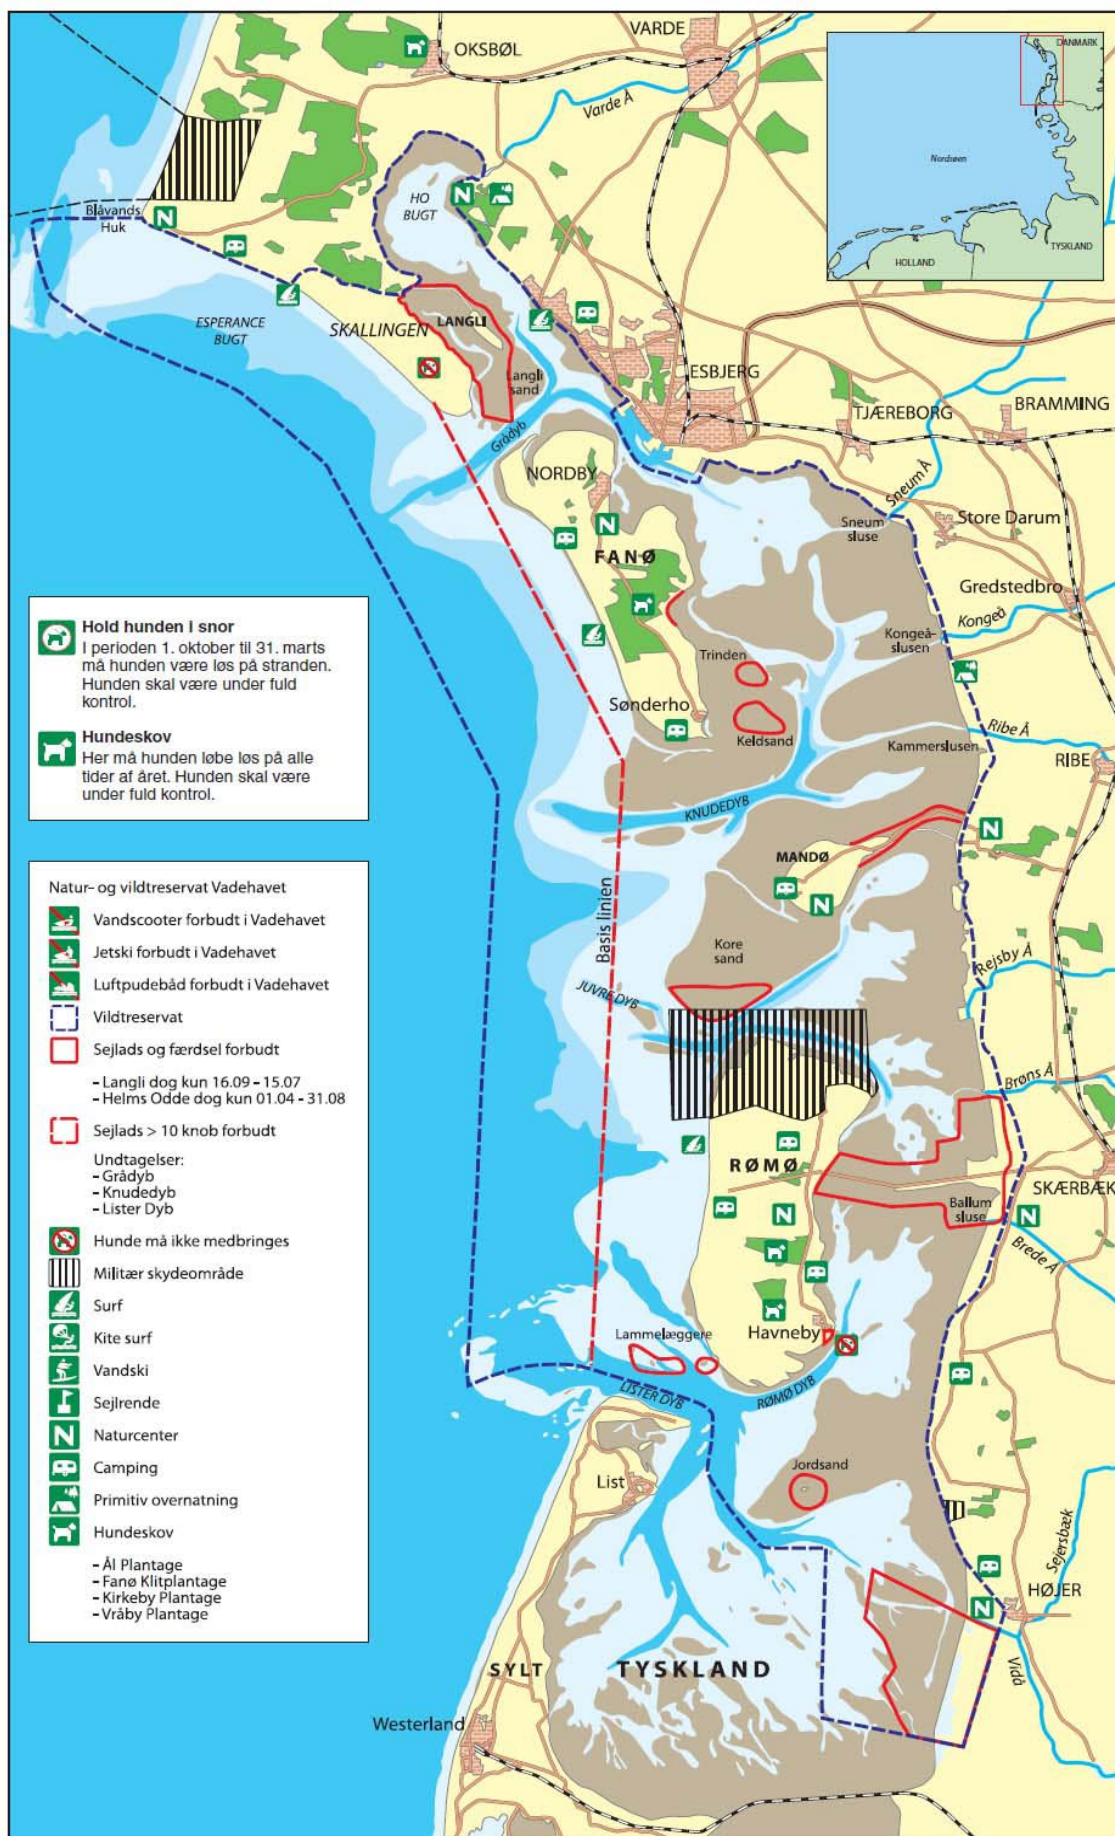 OKSBØL
VARDE
Varde Å
DANMARK
Nordsøen
HOLLAND
TYSKLAND
Blåvands
Huk
HO
BUGT
ESPERANCE
BUGT
SKALLINGEN
LANGLI
Langli
sand
Grådyb
ESBJERG
TJÆREBORG
BRAMMING
NORDBY
FANØ
Sneum Å
Sneum
sluse
Store Darum
Gredstedbro
Kongeå
Kongeå-
slusen
Trinden
Sønderho
Keldsand
Ribe Å
Kammerslusen
RIBE
KNUDEDYB
MANDØ
Basis linien
Kore
sand
JUVRE DYB
Rejsby Å
Brøns Å
RØMØ
SKÆRBÆK
Ballum
sluse
Brede Å
Havneby
Lammelæggere
LISTER DYB
RØMØ DYB
List
Jordsand
Sejersbæk
HØJER
Vidå
SYLT
TYSKLAND
Westerland
Hold hunden i snor
I perioden 1. oktober til 31. marts
må hunden være løs på stranden.
Hunden skal være under fuld
kontrol.
Hundeskov
Her må hunden løbe løs på alle
tider af året. Hunden skal være
under fuld kontrol.
Natur- og vildtreservat Vadehavet
Vandscooter forbudt i Vadehavet
Jetski forbudt i Vadehavet
Luftpudebåd forbudt i Vadehavet
Vildtreservat
Sejlads og færdsel forbudt
- Langli dog kun 16.09 - 15.07
- Helms Odde dog kun 01.04 - 31.08
Sejlads > 10 knob forbudt
Undtagelser:
- Grådyb
- Knudedyb
- Lister Dyb
Hunde må ikke medbringes
Militær skydeområde
Surf
Kite surf
Vandski
Sejlrende
N Naturcenter
Camping
Primitiv overnatning
Hundeskov
- Ål Plantage
- Fanø Klitplantage
- Kirkeby Plantage
- Vråby Plantage
N
N
N
N
N
N
N
N